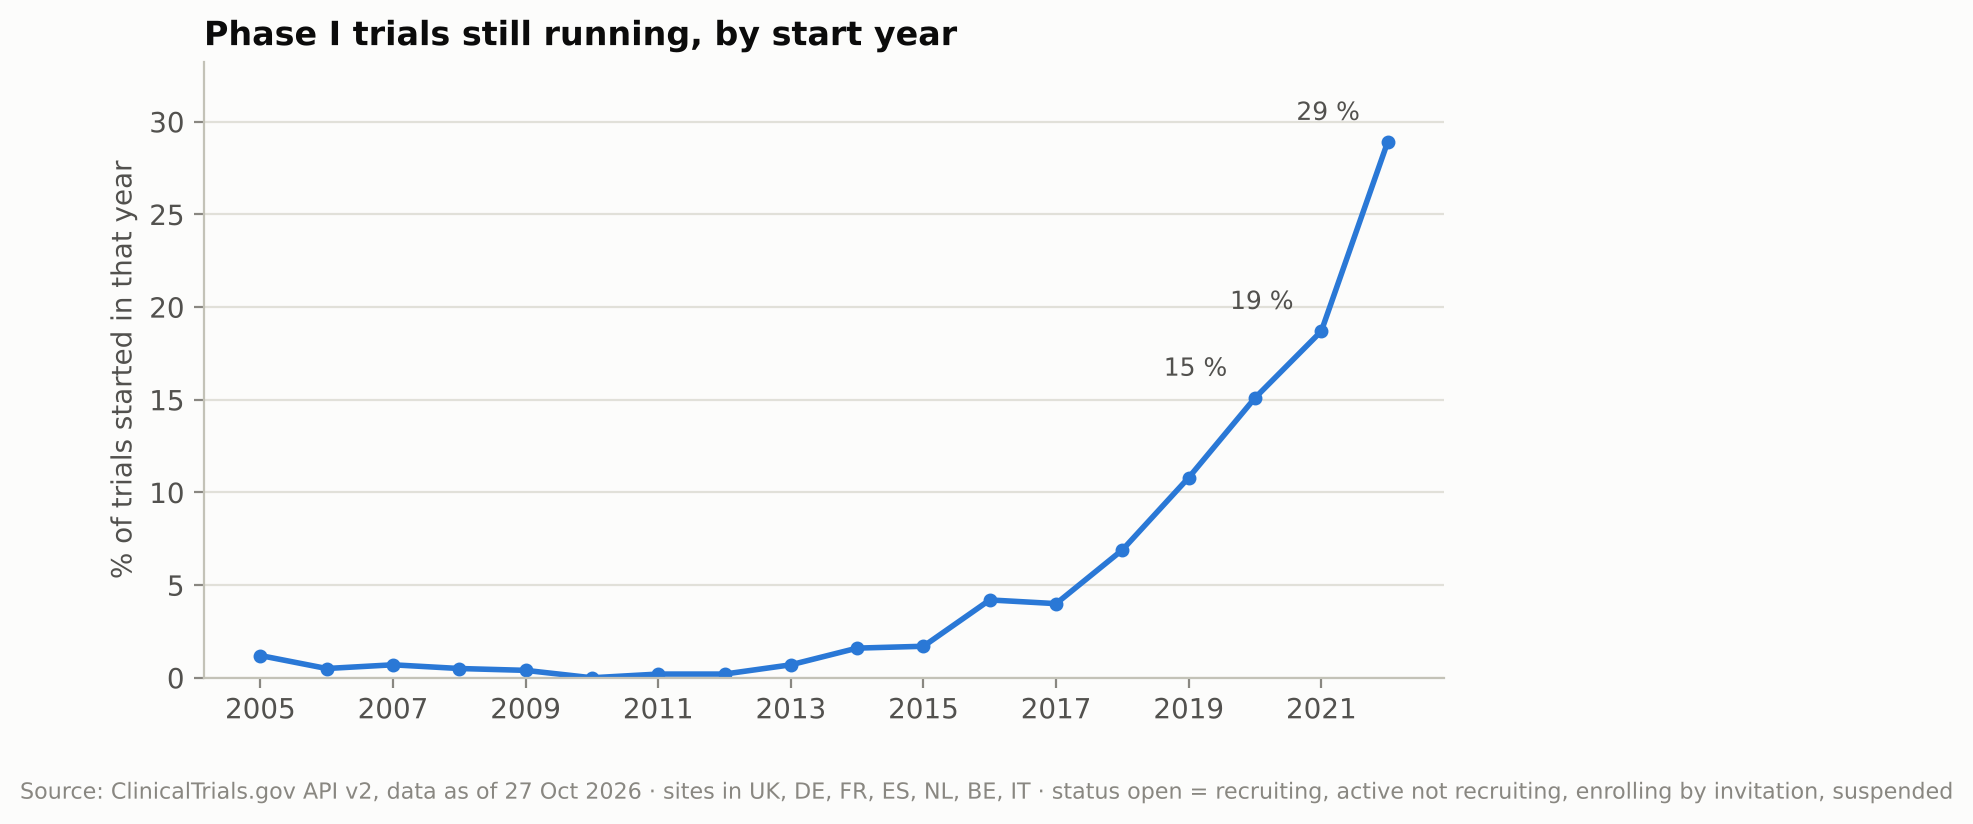 Phase I trials still running, by start year
% of trials started in that year
30
25
20
15
10
5
0
29 %
19 %
15 %
2005 2007 2009 2011 2013 2015 2017 2019 2021
Source: ClinicalTrials.gov API v2, data as of 27 Oct 2026 · sites in UK, DE, FR, ES, NL, BE, IT · status open = recruiting, active not recruiting, enrolling by invitation, suspended